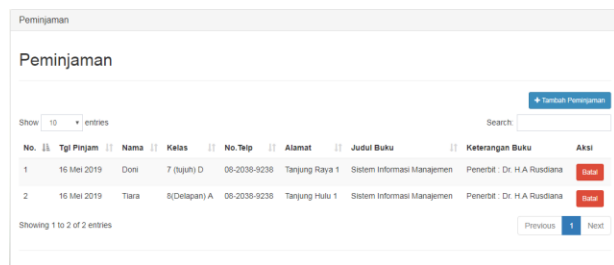 Peminjaman
Peminjaman
+ Tambah Peminjaman
Show 10 entries Search:
No. Tgl Pinjam Nama Kelas No.Telp Alamat Judul Buku Keterangan Buku Aksi
1 16 Mei 2019 Doni 7 (tujuh) D 08-2038-9238 Tanjung Raya 1 Sistem Informasi Manajemen Penerbit : Dr. H.A Rusdiana Batal
2 16 Mei 2019 Tiara 8(Delapan) A 08-2038-9238 Tanjung Hulu 1 Sistem Informasi Manajemen Penerbit : Dr. H.A Rusdiana Batal
Showing 1 to 2 of 2 entries Previous 1 Next